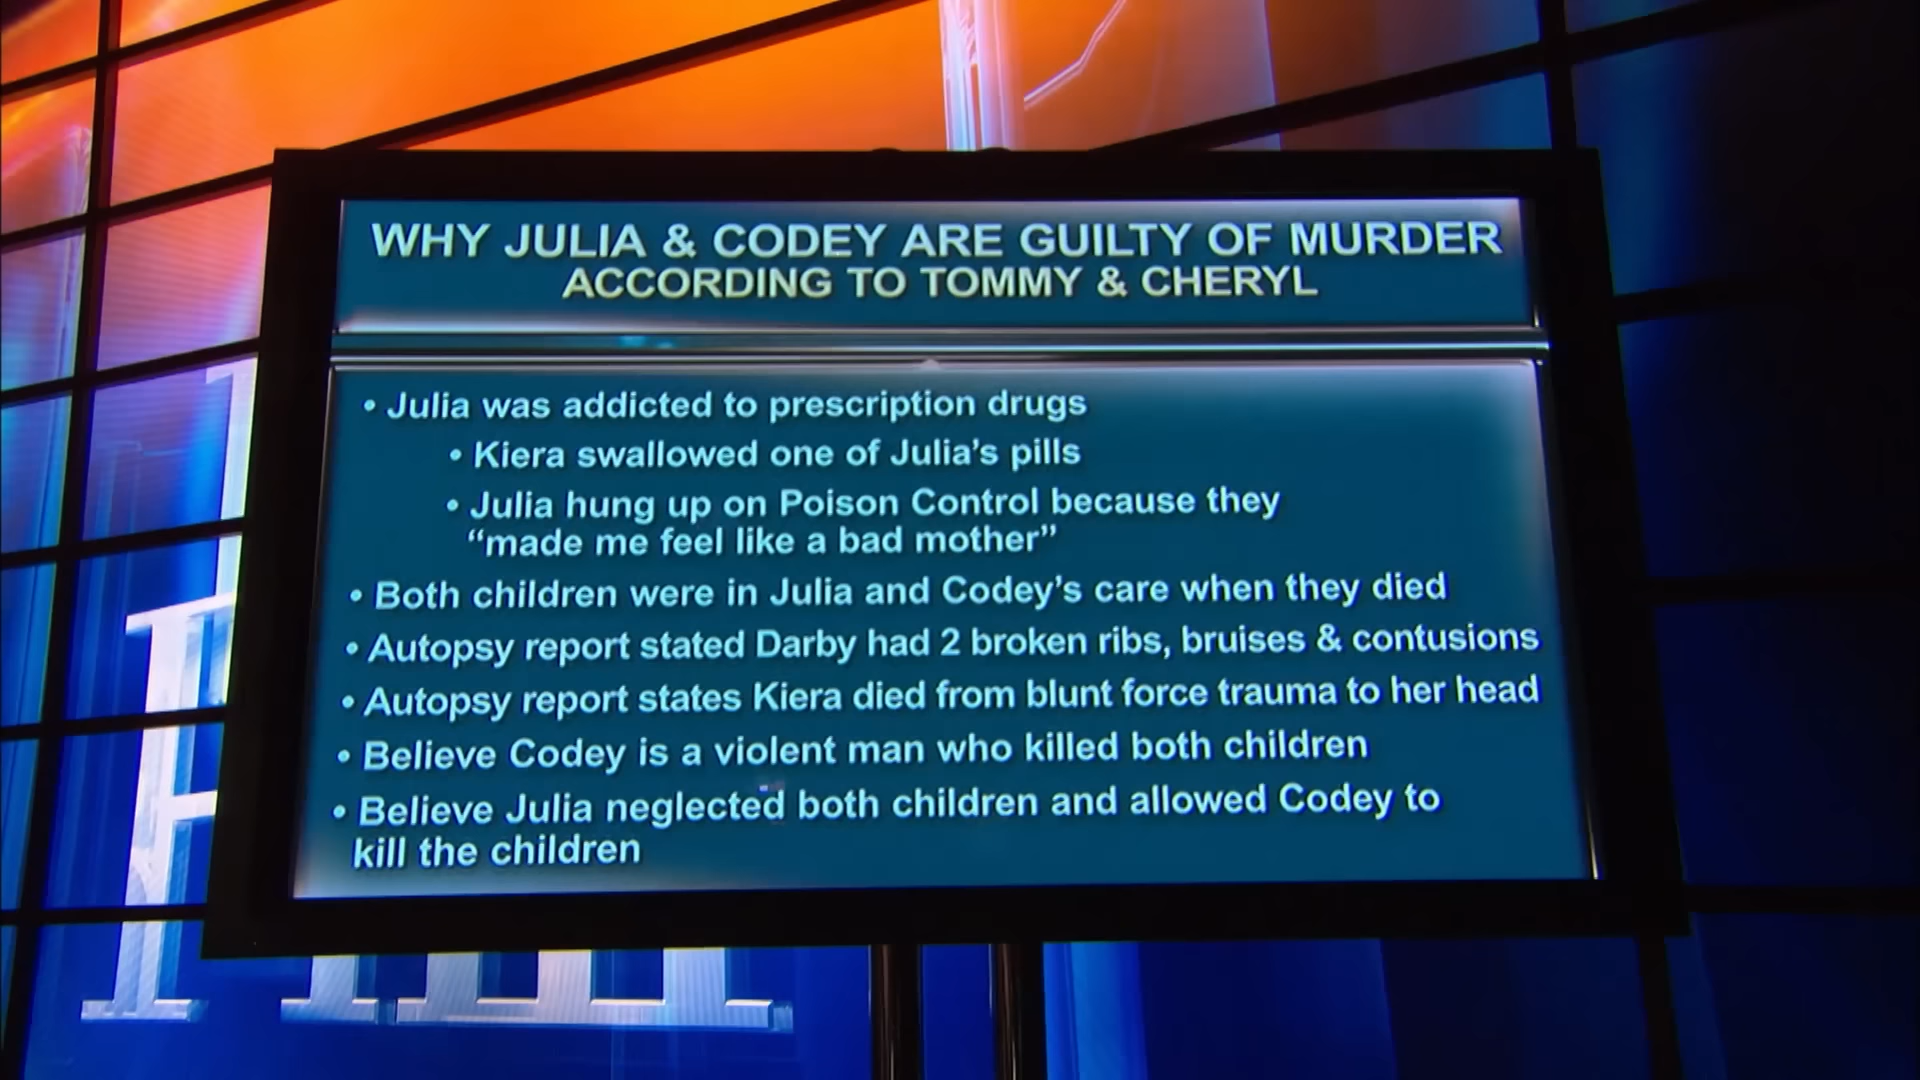 WHY JULIA & CODEY ARE GUILTY OF MURDER
ACCORDING TO TOMMY & CHERYL
• Julia was addicted to prescription drugs
• Kiera swallowed one of Julia's pills
• Julia hung up on Poison Control because they
"made me feel like a bad mother"
• Both children were in Julia and Codey's care when they died
• Autopsy report stated Darby had 2 broken ribs, bruises & contusions
• Autopsy report states Kiera died from blunt force trauma to her head
• Believe Codey is a violent man who killed both children
• Believe Julia neglected both children and allowed Codey to
kill the children